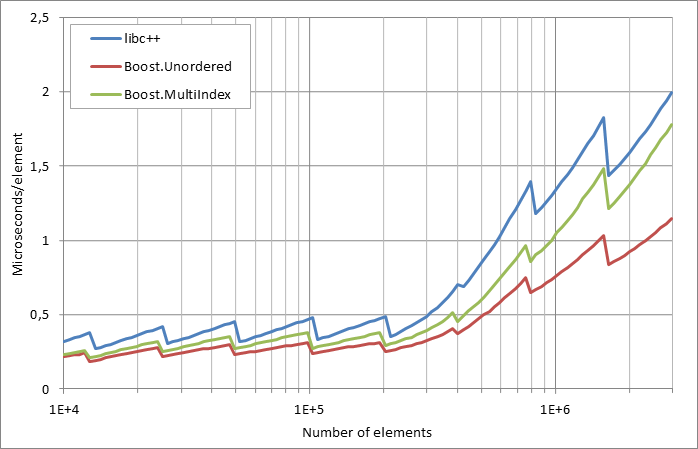 2,5
libc++
Boost.Unordered
Boost.MultiIndex
2
1,5
1
0,5
0
Microseconds/element
1E+4
1E+5
1E+6
Number of elements